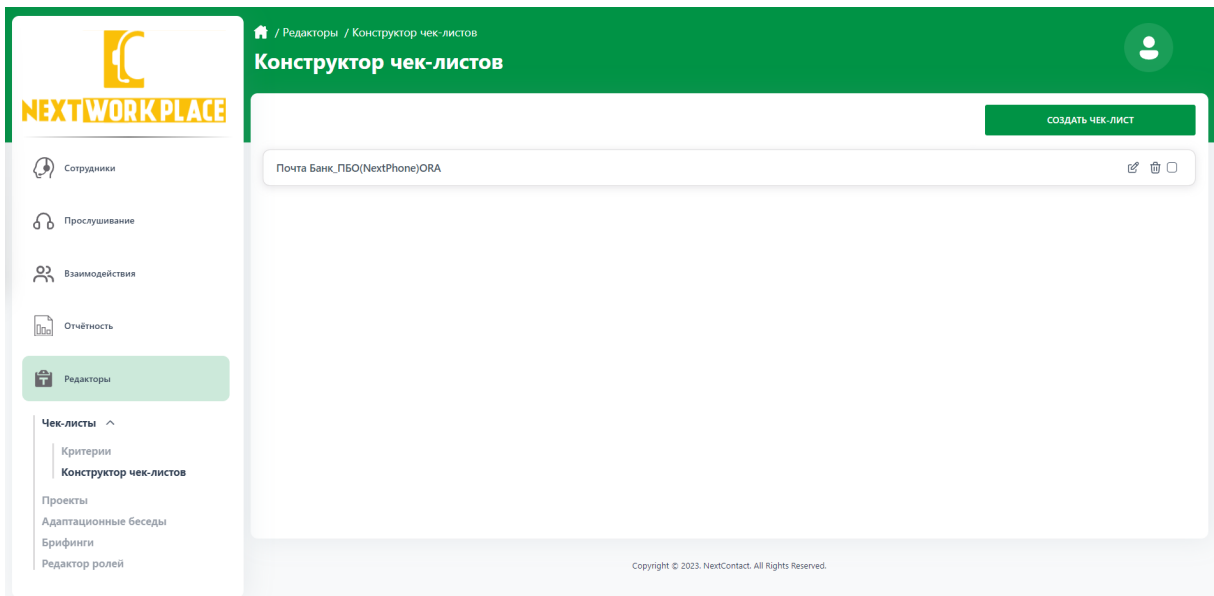 NEXTWORKPLACE
Сотрудники
Прослушивание
Взаимодействия
Отчётность
Редакторы
Чек-листы
Критерии
Конструктор чек-листов
Проекты
Адаптационные беседы
Брифинги
Редактор ролей
/ Редакторы / Конструктор чек-листов
Конструктор чек-листов
СОЗДАТЬ ЧЕК-ЛИСТ
Почта Банк_ПБО(NextPhone)ORA
Copyright © 2023. NextContact. All Rights Reserved.